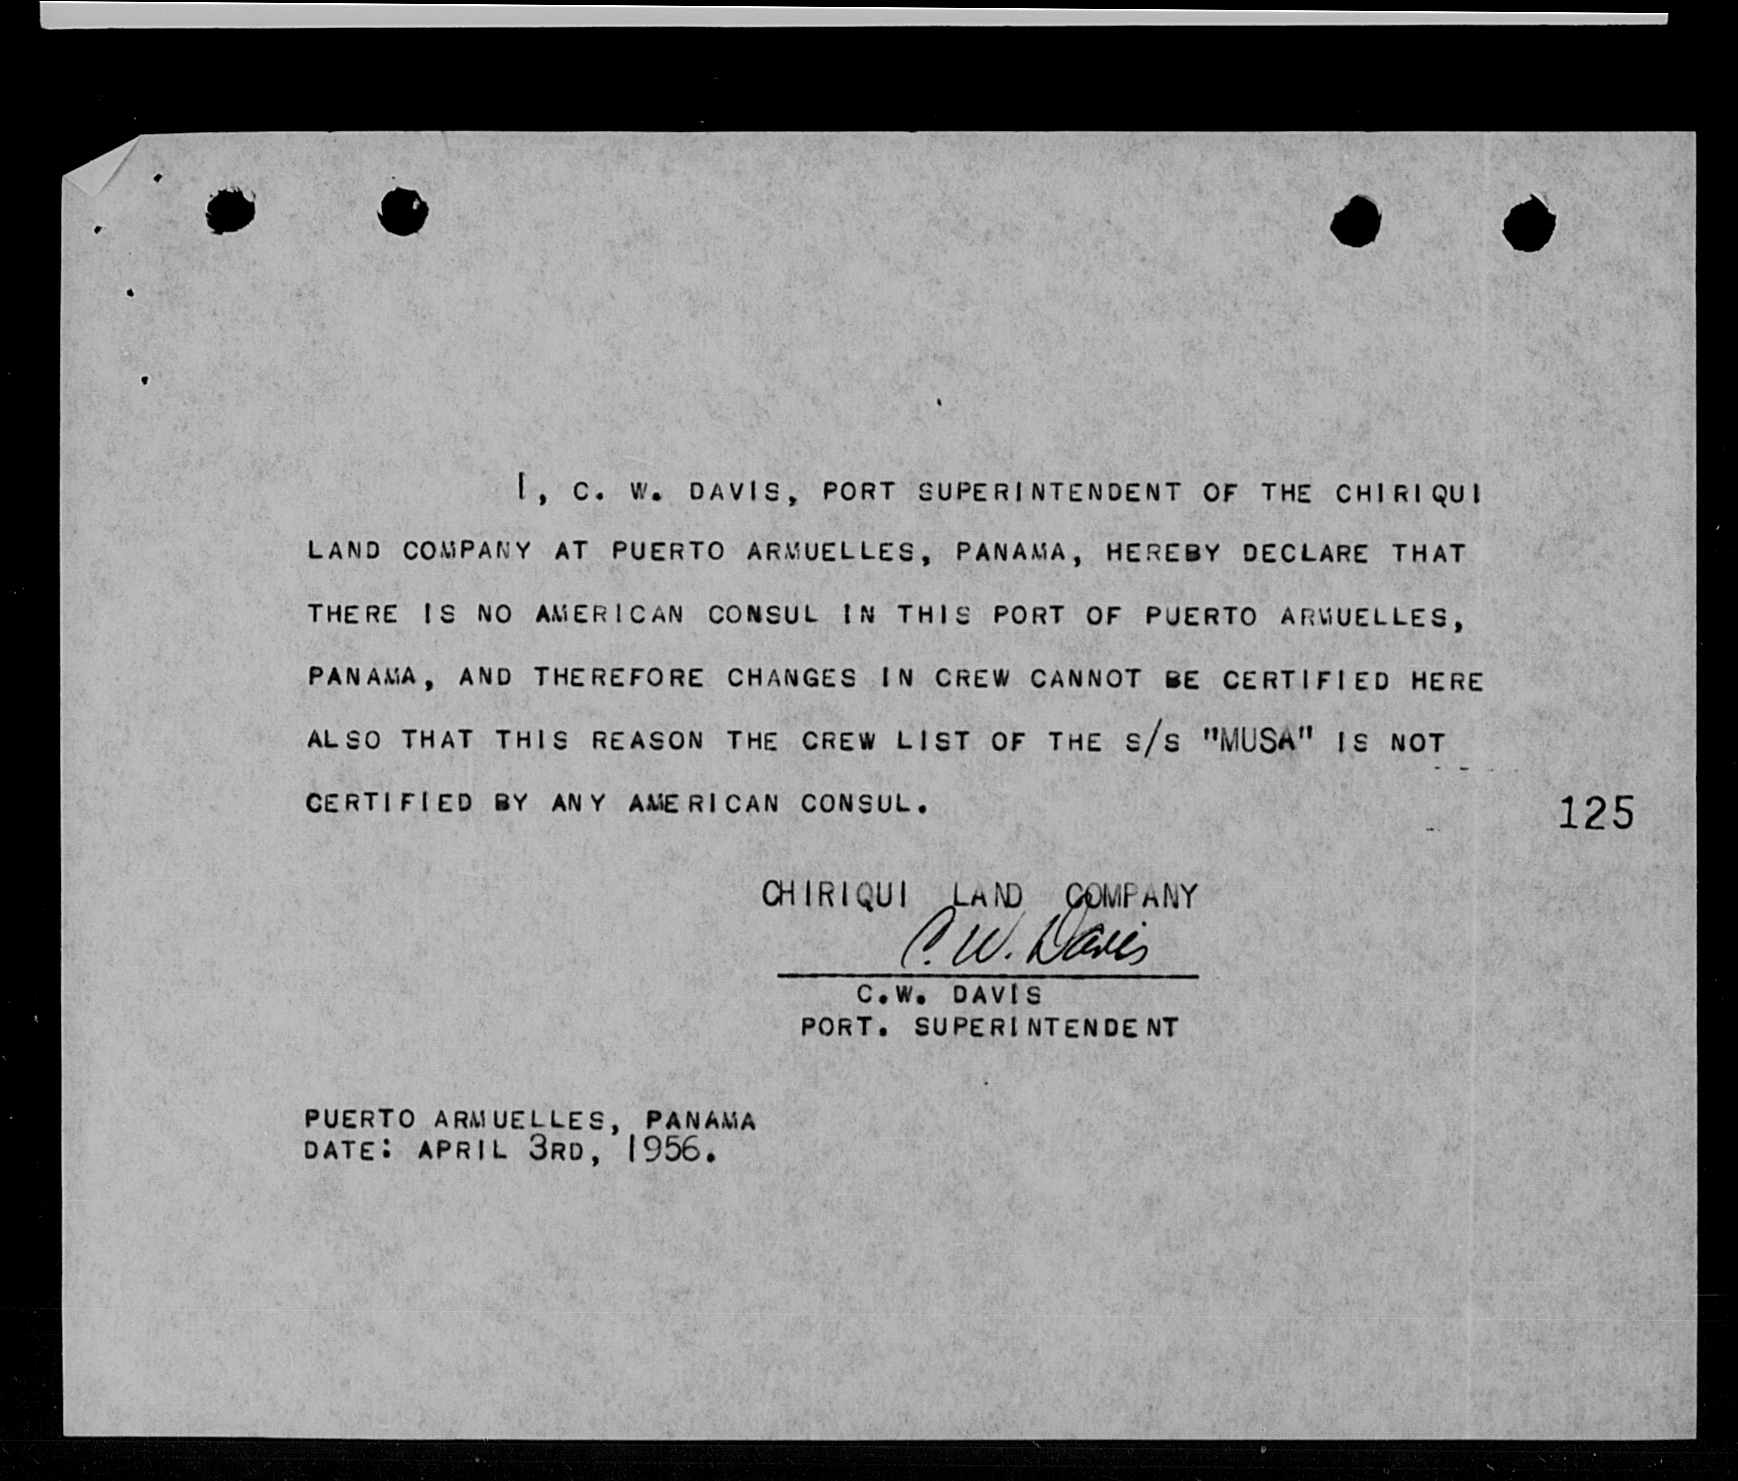 I, C. W. DAVIS, PORT SUPERINTENDENT OF THE CHIRIQUI
LAND COMPANY AT PUERTO ARMUELLES, PANAMA, HEREBY DECLARE THAT
THERE IS NO AMERICAN CONSUL IN THIS PORT OF PUERTO ARMUELLES,
PANAMA, AND THEREFORE CHANGES IN CREW CANNOT BE CERTIFIED HERE
ALSO THAT THIS REASON THE CREW LIST OF THE S/S "MUSA" IS NOT
CERTIFIED BY ANY AMERICAN CONSUL.
125
CHIRIQUI LAND COMPANY
C. W. Davis
C.W. DAVIS
PORT. SUPERINTENDENT
PUERTO ARMUELLES, PANAMA
DATE: APRIL 3RD, 1956.